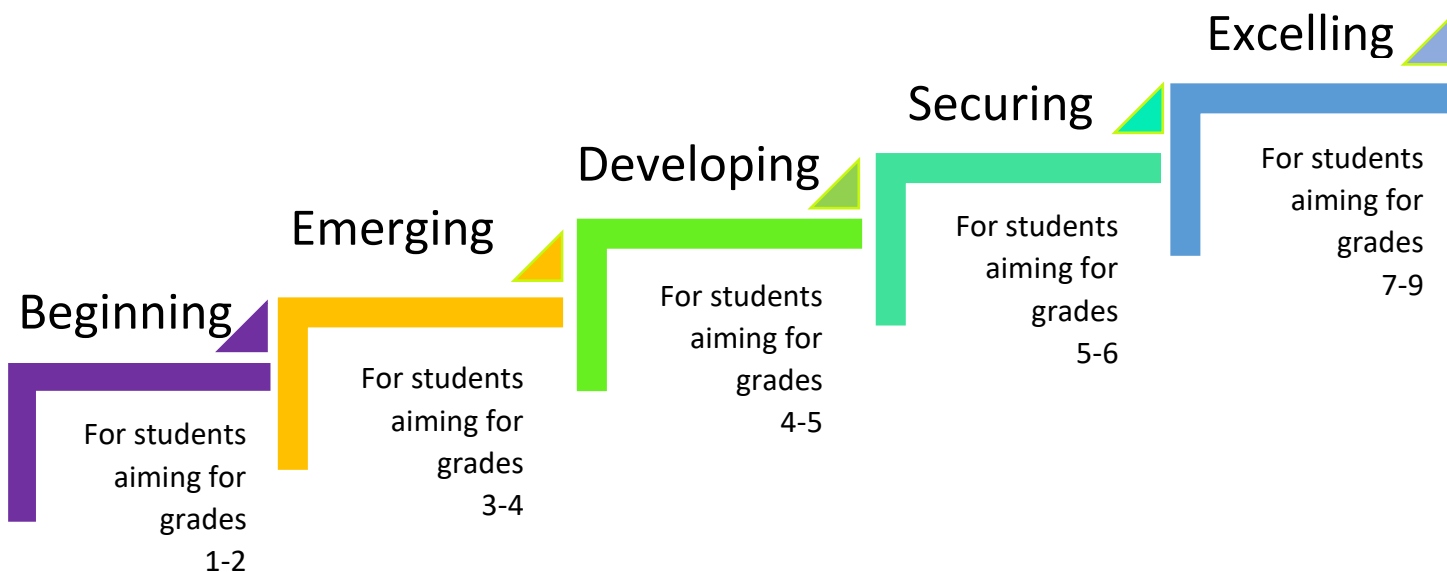 Beginning
For students
aiming for
grades
1-2
Emerging
For students
aiming for
grades
3-4
Developing
For students
aiming for
grades
4-5
Securing
For students
aiming for
grades
5-6
Excelling
For students
aiming for
grades
7-9